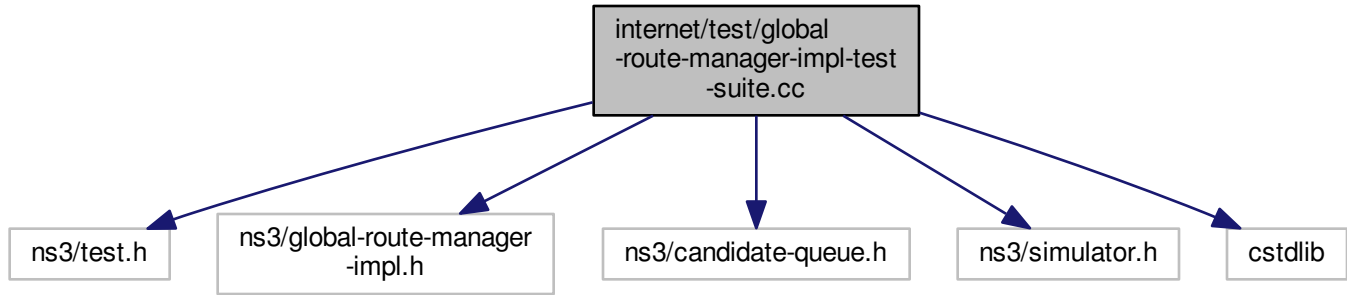 internet/test/global
-route-manager-impl-test
-suite.cc
ns3/test.h
ns3/global-route-manager
-impl.h
ns3/candidate-queue.h
ns3/simulator.h
cstdlib